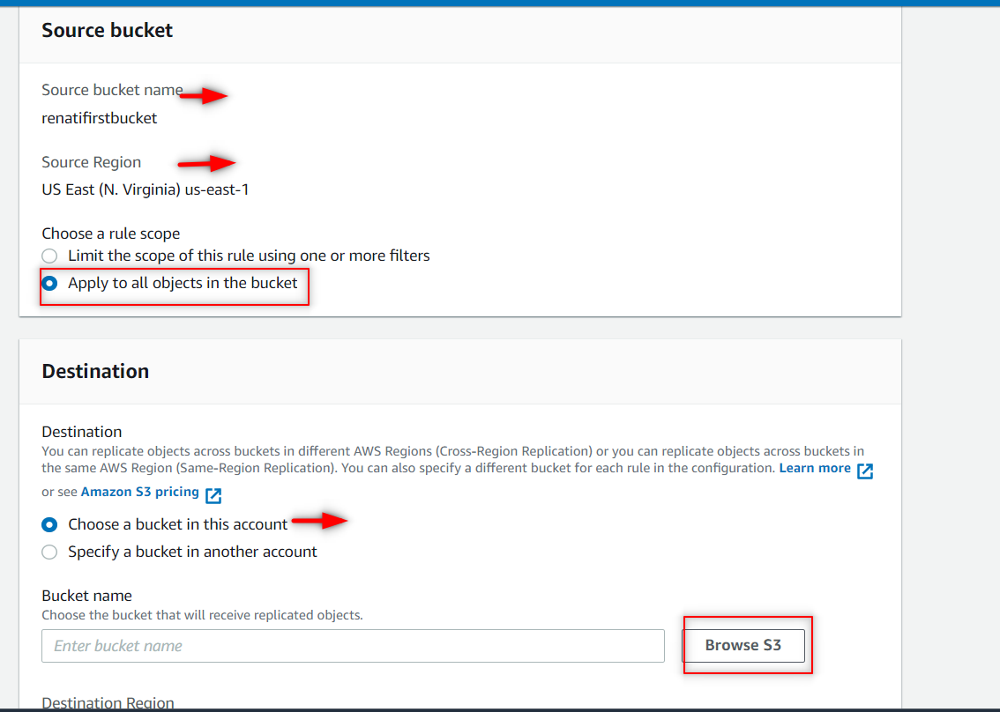 Source bucket
Source bucket name
renatifirstbucket
Source Region
US East (N. Virginia) us-east-1
Choose a rule scope
Limit the scope of this rule using one or more filters
Apply to all objects in the bucket
Destination
Destination
You can replicate objects across buckets in different AWS Regions (Cross-Region Replication) or you can replicate objects across buckets in
the same AWS Region (Same-Region Replication). You can also specify a different bucket for each rule in the configuration. Learn more
or see Amazon S3 pricing
Choose a bucket in this account
Specify a bucket in another account
Bucket name
Choose the bucket that will receive replicated objects.
Enter bucket name
Browse S3
Destination Region